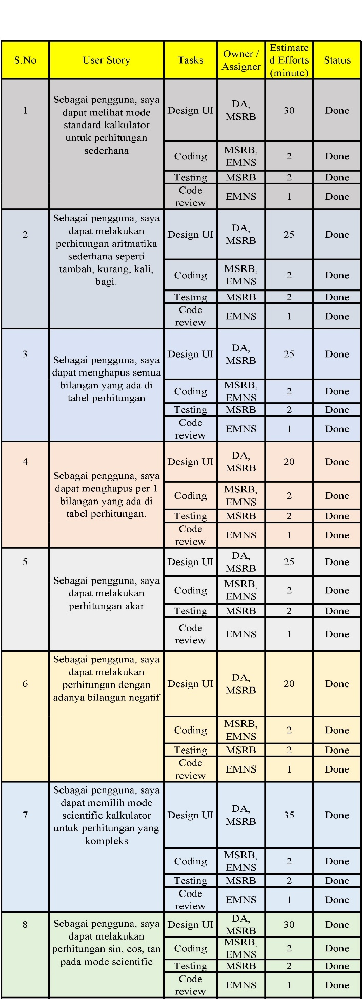 S.No
User Story
Tasks
Owner /
Assigner
Estimate
d Efforts
(minute)
Status
1
Sebagai pengguna, saya
dapat melihat mode
standard kalkulator
untuk perhitungan
sederhana
Design UI
DA,
MSRB
30
Done
Coding
MSRB,
EMNS
2
Done
Testing
MSRB
2
Done
Code
review
EMNS
1
Done
2
Sebagai pengguna, saya
dapat melakukan
perhitungan aritmatika
sederhana seperti
tambah, kurang, kali,
bagi.
Design UI
DA,
MSRB
25
Done
Coding
MSRB,
EMNS
2
Done
Testing
MSRB
2
Done
Code
review
EMNS
1
Done
3
Sebagai pengguna, saya
dapat menghapus semua
bilangan yang ada di
tabel perhitungan
Design UI
DA,
MSRB
25
Done
Coding
MSRB,
EMNS
2
Done
Testing
MSRB
2
Done
Code
review
EMNS
1
Done
4
Sebagai pengguna, saya
dapat menghapus per 1
bilangan yang ada di
tabel perhitungan.
Design UI
DA,
MSRB
20
Done
Coding
MSRB,
EMNS
2
Done
Testing
MSRB
2
Done
Code
review
EMNS
1
Done
5
Sebagai pengguna, saya
dapat melakukan
perhitungan akar
Design UI
DA,
MSRB
25
Done
Coding
MSRB,
EMNS
2
Done
Testing
MSRB
2
Done
Code
review
EMNS
1
Done
6
Sebagai pengguna, saya
dapat melakukan
perhitungan dengan
adanya bilangan negatif
Design UI
DA,
MSRB
20
Done
Coding
MSRB,
EMNS
2
Done
Testing
MSRB
2
Done
Code
review
EMNS
1
Done
7
Sebagai pengguna, saya
dapat memilih mode
scientific kalkulator
untuk perhitungan yang
kompleks
Design UI
DA,
MSRB
35
Done
Coding
MSRB,
EMNS
2
Done
Testing
MSRB
2
Done
Code
review
EMNS
1
Done
8
Sebagai pengguna, saya
dapat melakukan
perhitungan sin, cos, tan
pada mode scientific
Design UI
DA,
MSRB
30
Done
Coding
MSRB,
EMNS
2
Done
Testing
MSRB
2
Done
Code
review
EMNS
1
Done